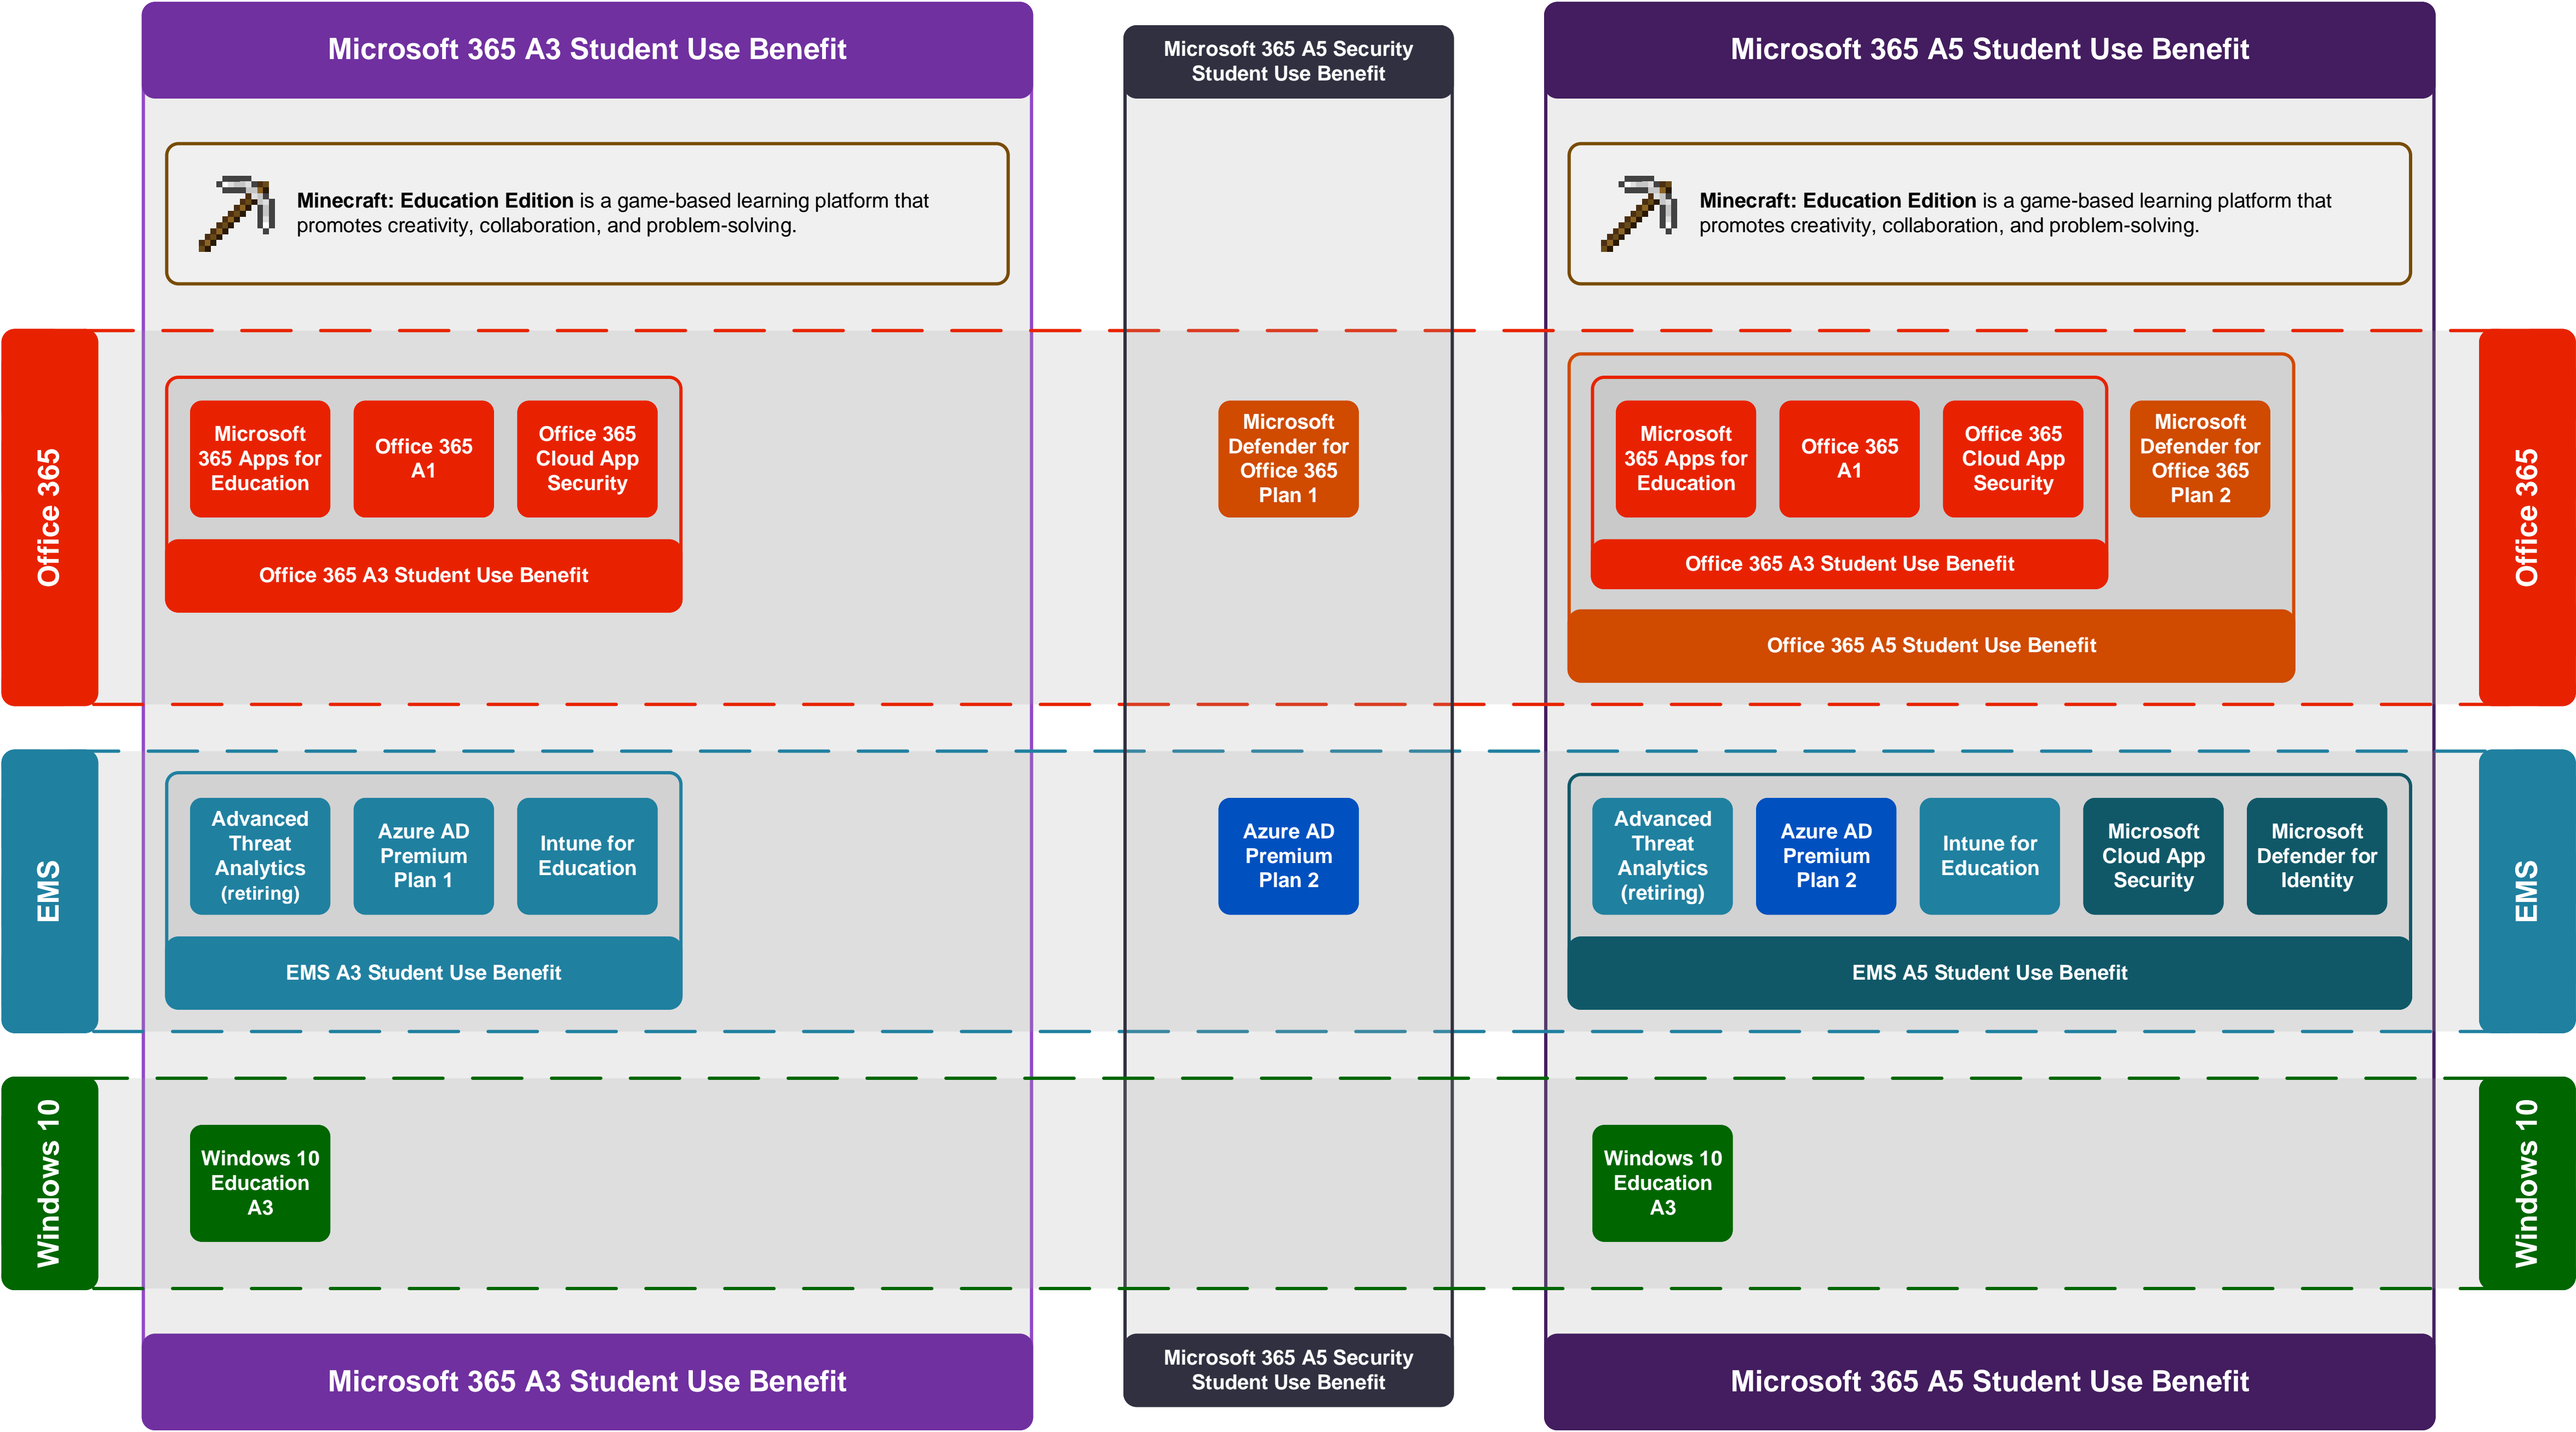 Microsoft 365 A3 Student Use Benefit
Microsoft 365 A5 Security
Student Use Benefit
Microsoft 365 A5 Student Use Benefit
Minecraft: Education Edition is a game-based learning platform that
promotes creativity, collaboration, and problem-solving.
Minecraft: Education Edition is a game-based learning platform that
promotes creativity, collaboration, and problem-solving.
Office 365
Microsoft
365 Apps for
Education
Office 365
A1
Office 365
Cloud App
Security
Office 365 A3 Student Use Benefit
Microsoft
Defender for
Office 365
Plan 1
Microsoft
365 Apps for
Education
Office 365
A1
Office 365
Cloud App
Security
Microsoft
Defender for
Office 365
Plan 2
Office 365 A3 Student Use Benefit
Office 365 A5 Student Use Benefit
Office 365
EMS
Advanced
Threat
Analytics
(retiring)
Azure AD
Premium
Plan 1
Intune for
Education
EMS A3 Student Use Benefit
Azure AD
Premium
Plan 2
Advanced
Threat
Analytics
(retiring)
Azure AD
Premium
Plan 2
Intune for
Education
Microsoft
Cloud App
Security
Microsoft
Defender for
Identity
EMS A5 Student Use Benefit
EMS
Windows 10
Windows 10
Education
A3
Windows 10
Education
A3
Windows 10
Microsoft 365 A3 Student Use Benefit
Microsoft 365 A5 Security
Student Use Benefit
Microsoft 365 A5 Student Use Benefit